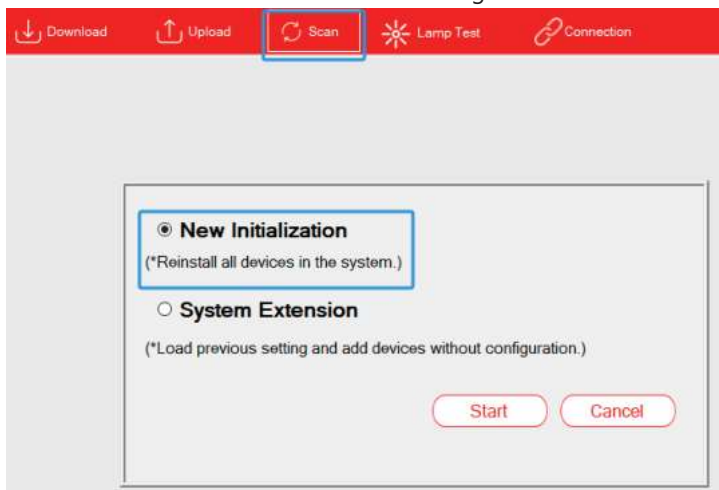 Download Upload Scan Lamp Test Connection
New Initialization
(*Reinstall all devices in the system.)
System Extension
(*Load previous setting and add devices without configuration.)
Start Cancel